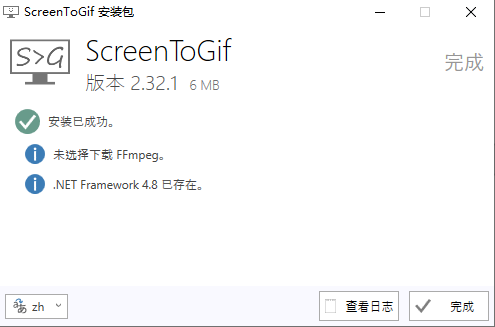 ScreenToGif 安装包
S>G
ScreenToGif
版本 2.32.1 6 MB
完成
安装已成功。
未选择下载 FFmpeg。
.NET Framework 4.8 已存在。
zh
查看日志
完成